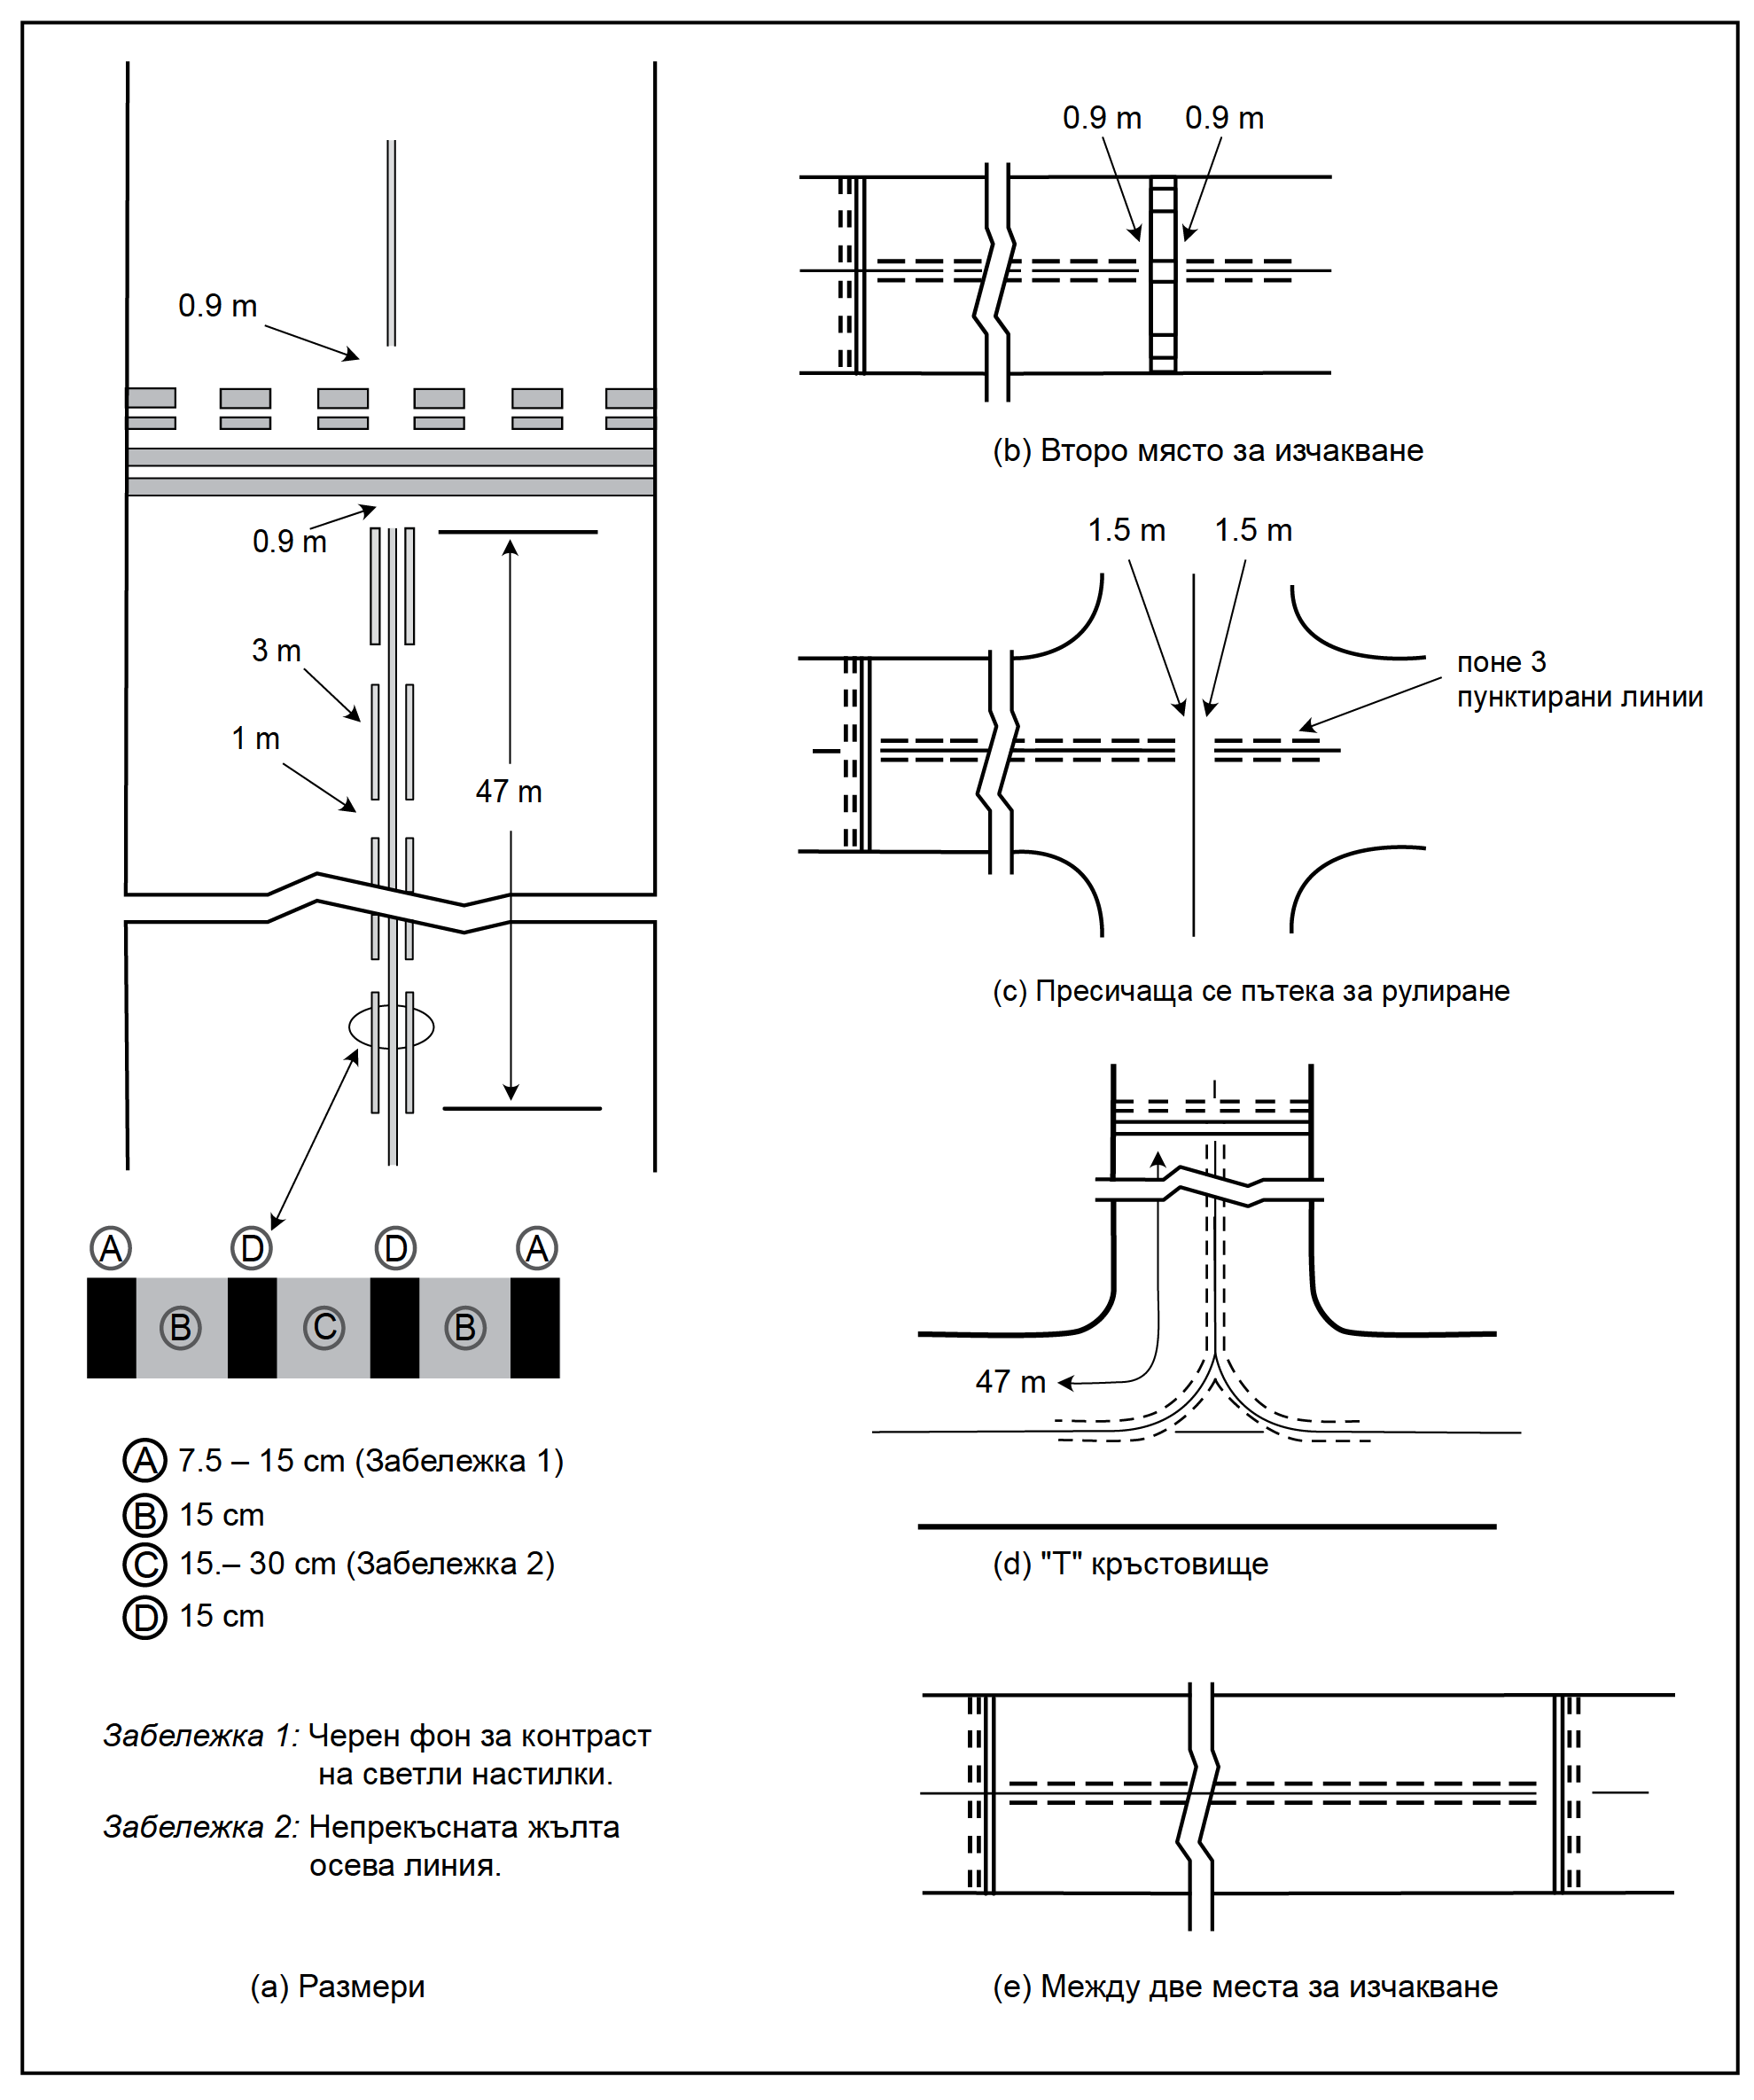 0.9 m
0.9 m
3 m
1 m
47 m
A D D A
B C B
A 7.5 – 15 cm (Забележка 1)
B 15 cm
C 15.– 30 cm (Забележка 2)
D 15 cm
Забележка 1: Черен фон за контраст
на светли настилки.
Забележка 2: Непрекъсната жълта
осева линия.
(a) Размери
0.9 m 0.9 m
(b) Второ място за изчакване
1.5 m 1.5 m
поне 3
пунктирани линии
(c) Пресичаща се пътека за рулиране
47 m
(d) "T" кръстовище
(e) Между две места за изчакване